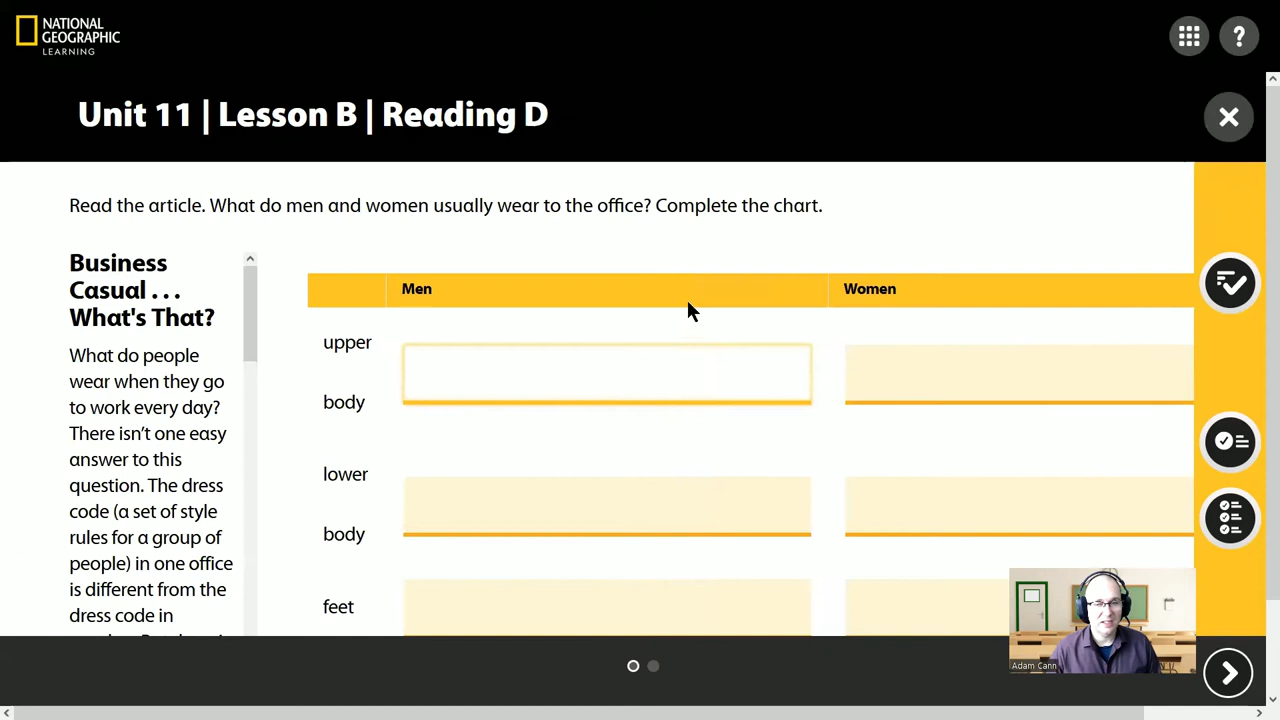 NATIONAL
GEOGRAPHIC
LEARNING
?
Unit 11 | Lesson B | Reading D
Read the article. What do men and women usually wear to the office? Complete the chart.
Business
Casual . . .
What's That?
What do people
wear when they go
to work every day?
There isn't one easy
answer to this
question. The dress
code (a set of style
rules for a group of
people) in one office
is different from the
dress code in
Men
Women
upper
body
lower
body
feet
Adam Cann